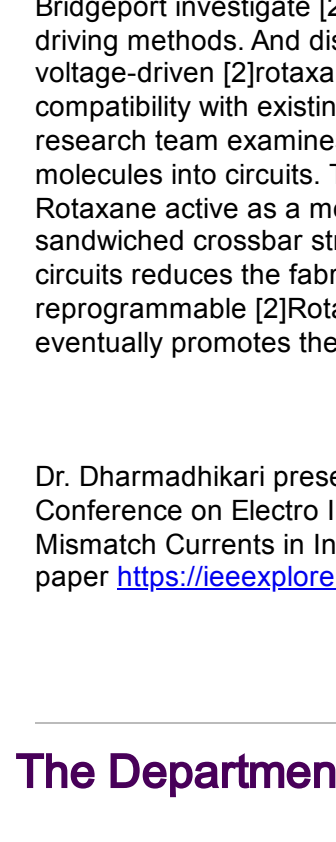 Bridgeport investigate [2
driving methods. And dis
voltage-driven [2]rotaxa
compatibility with existin
research team examine
molecules into circuits. T
Rotaxane active as a me
sandwiched crossbar str
circuits reduces the fabr
reprogrammable [2]Rota
eventually promotes the
Dr. Dharmadhikari prese
Conference on Electro I
Mismatch Currents in In
paper https://ieeexplore
The Departmen